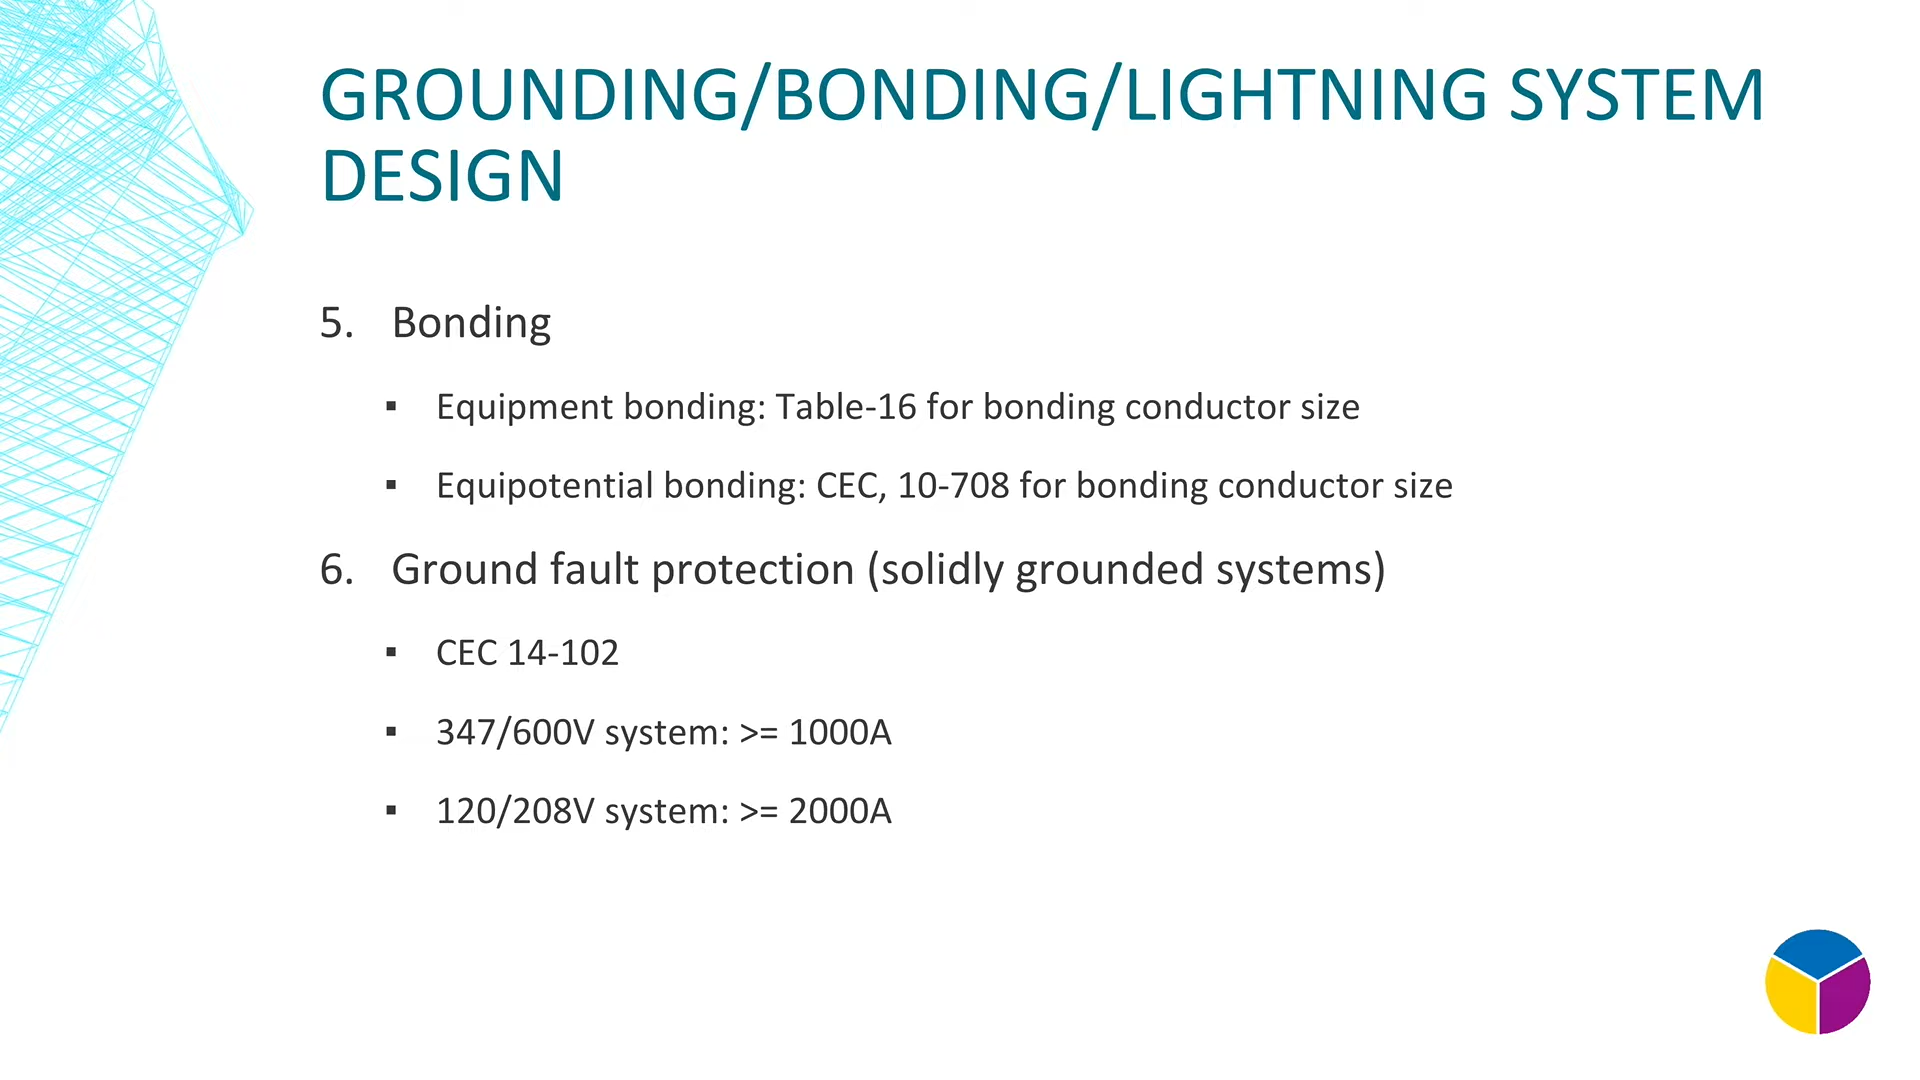 GROUNDING/BONDING/LIGHTNING SYSTEM
DESIGN
5. Bonding
▪ Equipment bonding: Table-16 for bonding conductor size
▪ Equipotential bonding: CEC, 10-708 for bonding conductor size
6. Ground fault protection (solidly grounded systems)
▪ CEC 14-102
▪ 347/600V system: >= 1000A
▪ 120/208V system: >= 2000A